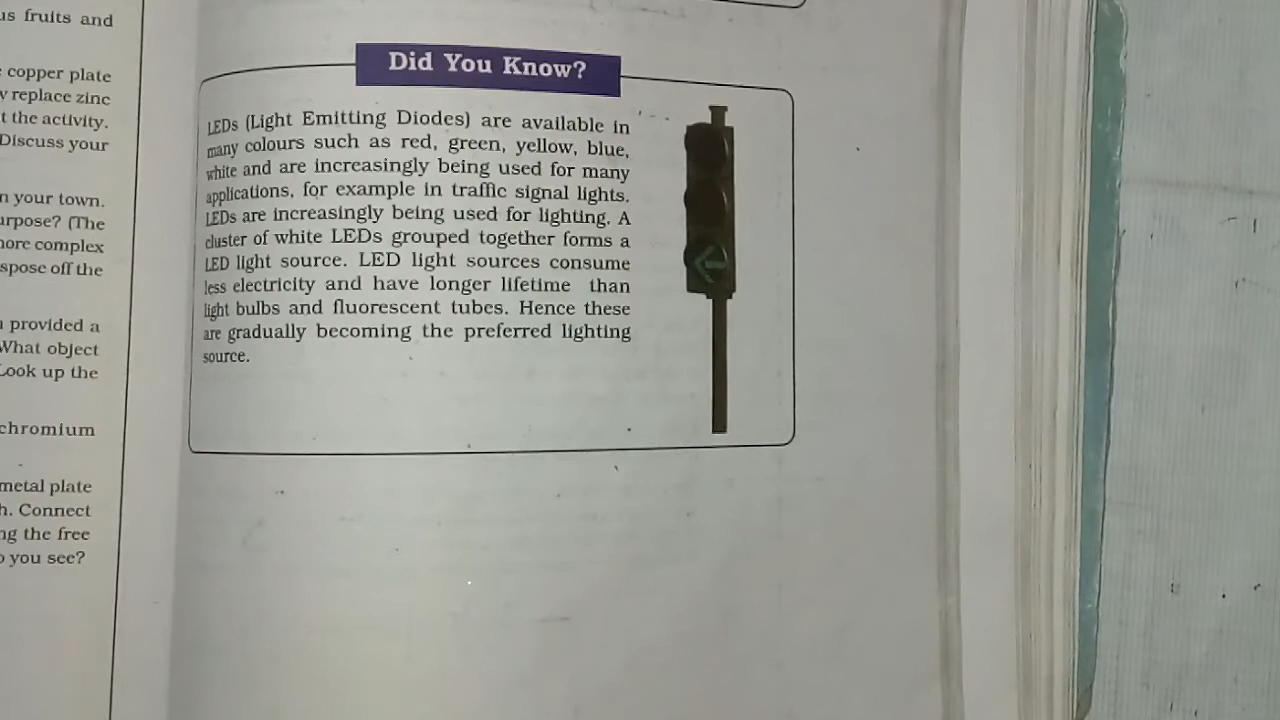 us fruits and
copper plate
replace zinc
t the activity.
Discuss your
n your town.
urpose? (The
more complex
spose off the
provided a
What object
Look up the
chromium
metal plate
h. Connect
ng the free
you see?
Did You Know?
LEDs (Light Emitting Diodes) are available in
many colours such as red, green, yellow, blue,
white and are increasingly being used for many
applications, for example in traffic signal lights.
LEDs are increasingly being used for lighting. A
cluster of white LEDs grouped together forms a
LED light source. LED light sources consume
less electricity and have longer lifetime than
light bulbs and fluorescent tubes. Hence these
are gradually becoming the preferred lighting
source.